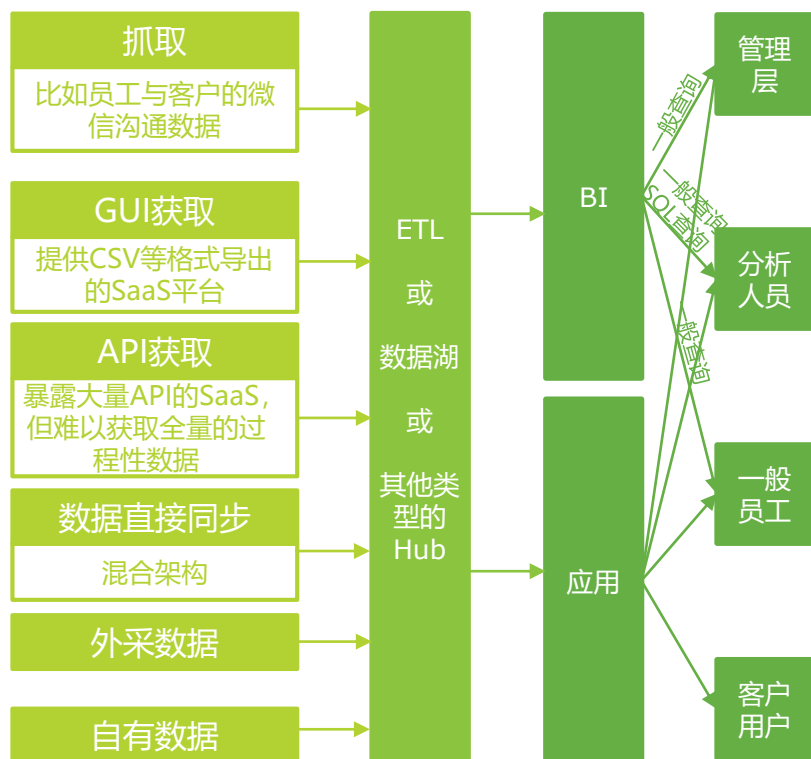 抓取
比如员工与客户的微
信沟通数据
GUI获取
提供CSV等格式导出
的SaaS平台
API获取
暴露大量API的SaaS，
但难以获取全量的过
程性数据
数据直接同步
混合架构
外采数据
自有数据
ETL
或
数据湖
或
其他类
型的
Hub
BI
应用
一般查询
一般查询
SQL查询
一般查询
管理
层
分析
人员
一般
员工
客户
用户